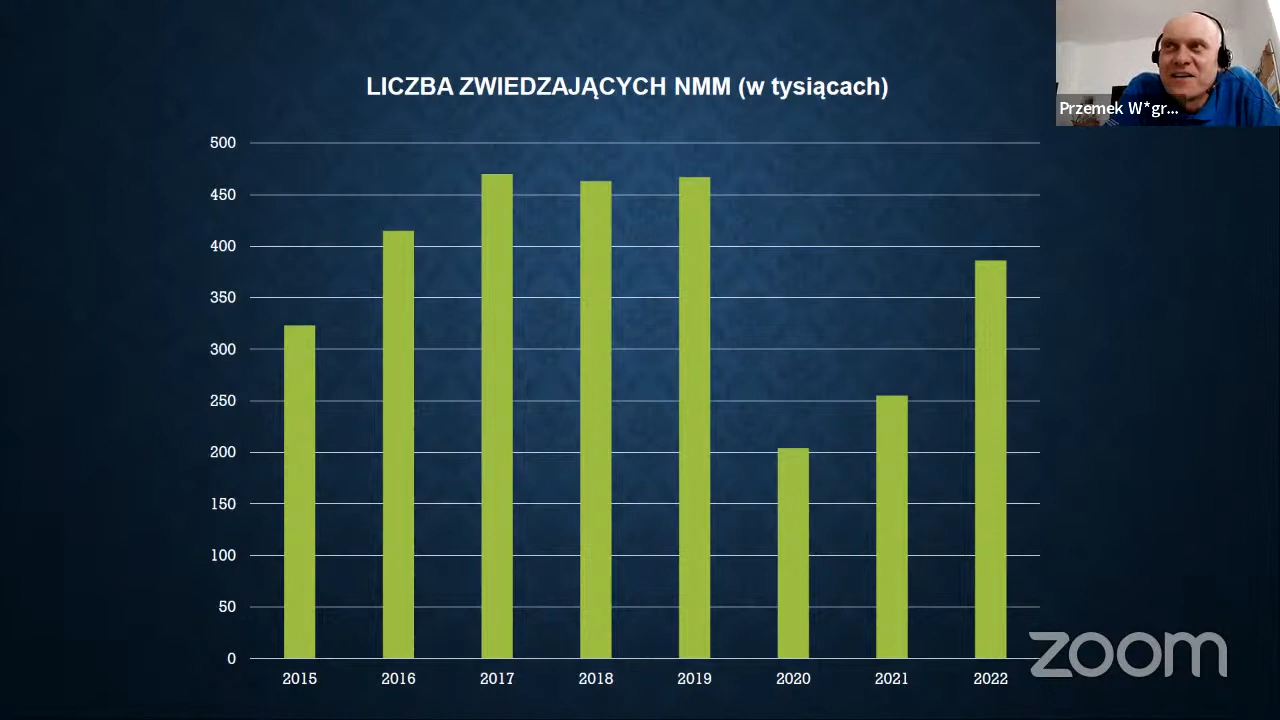 LICZBA ZWIEDZAJĄCYCH NMM (w tysiącach)
Przemek W*gr...
500
450
400
350
300
250
200
150
100
50
0
2015 2016 2017 2018 2019 2020 2021 2022
zoom